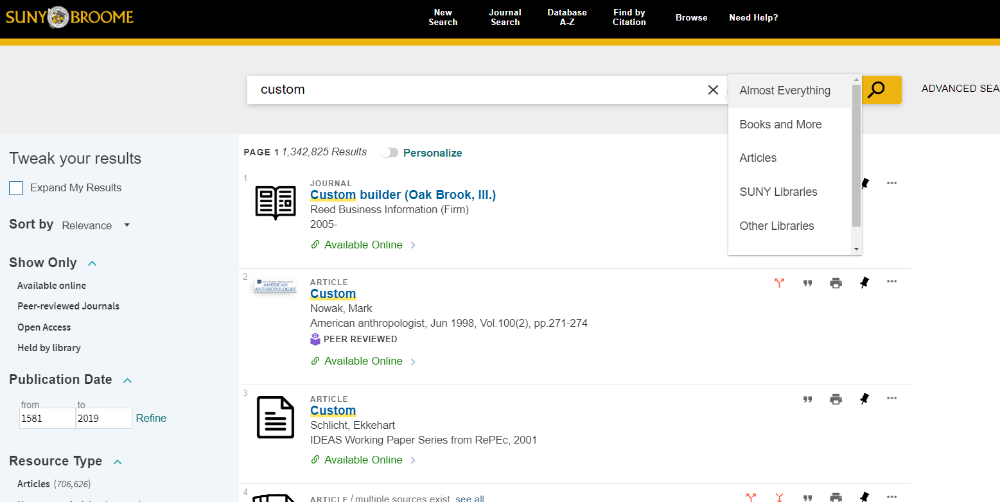 SUNY BROOME
New Search
Journal Search
Database A-Z
Find by Citation
Browse
Need Help?
custom
Almost Everything
Books and More
Articles
SUNY Libraries
Other Libraries
ADVANCED SEA
Tweak your results
Expand My Results
Sort by Relevance
Show Only
Available online
Peer-reviewed Journals
Open Access
Held by library
Publication Date
from to
1581 2019 Refine
Resource Type
Articles (706,626)
PAGE 1 1,342,825 Results Personalize
1
JOURNAL
Custom builder (Oak Brook, Ill.)
Reed Business Information (Firm)
2005-
Available Online
2
AMERICAN
ANTHROPOLOGIST
ARTICLE
Custom
Nowak, Mark
American anthropologist, Jun 1998, Vol.100(2), pp.271-274
PEER REVIEWED
Available Online
3
ARTICLE
Custom
Schlicht, Ekkehart
IDEAS Working Paper Series from RePEc, 2001
Available Online
4
ARTICLE / multiple sources exist. see all